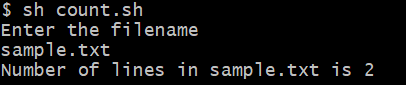 $ sh count.sh
Enter the filename
sample.txt
Number of lines in sample.txt is 2